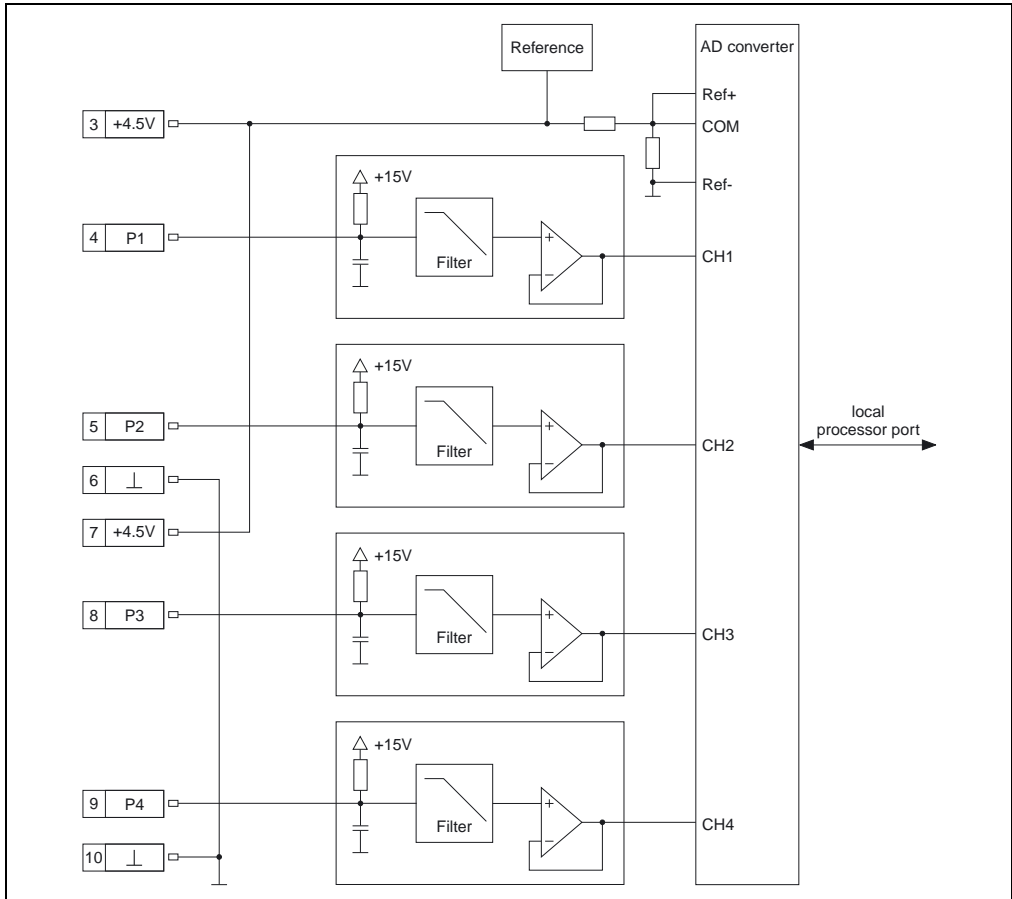 Reference
AD converter
Ref+
3 +4.5V
COM
+15V
Ref-
4 P1
+
−
Filter
CH1
+15V
5 P2
+
−
Filter
CH2
local
processor port
6 ⊥
7 +4.5V
+15V
8 P3
+
−
Filter
CH3
+15V
9 P4
+
−
Filter
CH4
10 ⊥